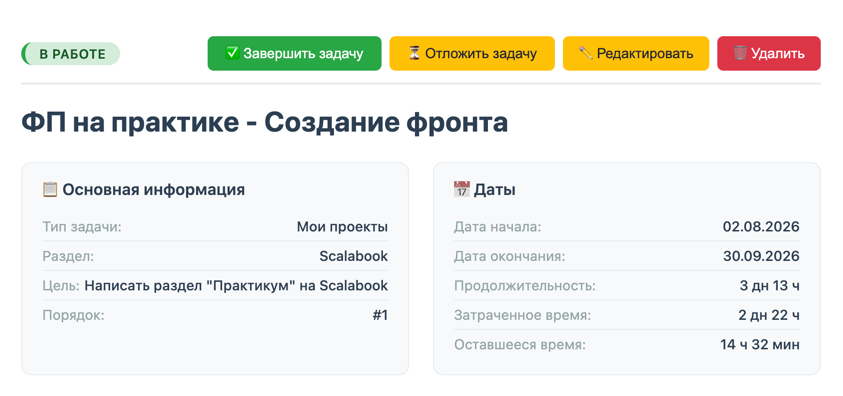 В РАБОТЕ
✅ Завершить задачу
⏳ Отложить задачу
✏️ Редактировать
🗑️ Удалить
ФП на практике - Создание фронта
📋 Основная информация
Тип задачи: Мои проекты
Раздел: Scalabook
Цель: Написать раздел "Практикум" на Scalabook
Порядок: #1
📅 Даты
Дата начала: 02.08.2026
Дата окончания: 30.09.2026
Продолжительность: 3 дн 13 ч
Затраченное время: 2 дн 22 ч
Оставшееся время: 14 ч 32 мин